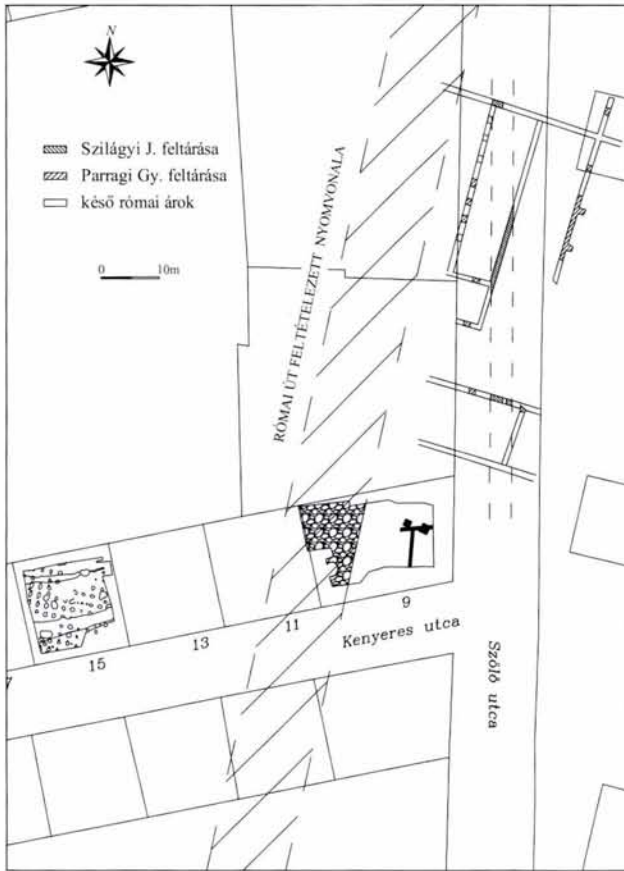 N
Szilágyi J. feltárása
Parragi Gy. feltárása
késő római árok
0 10m
RÓMAI ÚT FELTÉTELEZETT NYOMVONALA
9
11
Kenyeres utca
13
15
7
Szőlő utca